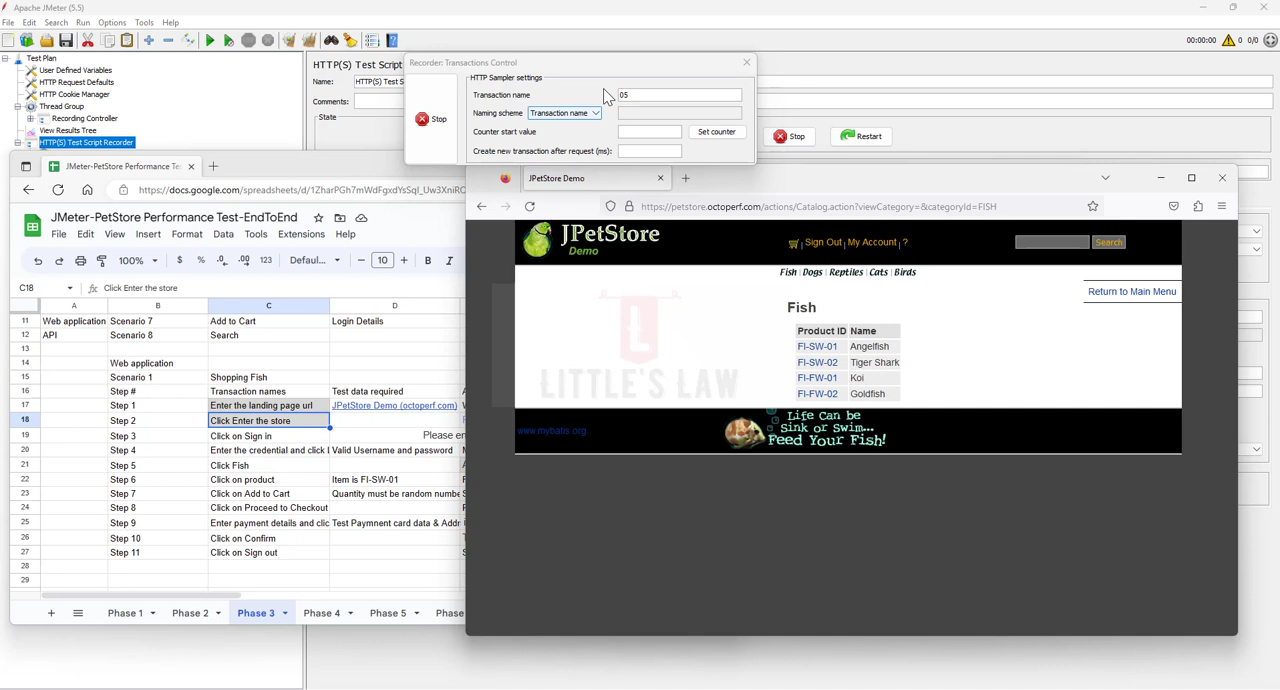 Apache JMeter (5.5)
File Edit Search Run Options Tools Help
00:00:00 0 0/0
Test Plan
User Defined Variables
HTTP Request Defaults
HTTP Cookie Manager
Thread Group
Recording Controller
View Results Tree
HTTP(S) Test Script Recorder
HTTP(S) Test Script
Name: HTTP(S) Test S
Comments:
State
Stop Restart
Recorder: Transactions Control
HTTP Sampler settings
Transaction name 05
Naming scheme Transaction name
Counter start value Set counter
Create new transaction after request (ms):
Stop
JMeter-PetStore Performance Te
https://docs.google.com/spreadsheets/d/1ZharPGh7mWdFgxdYsSqI_Uw3XniRC
JMeter-PetStore Performance Test-EndToEnd
File Edit View Insert Format Data Tools Extensions Help
100% $ % .0 .00 123 Defaul... 10 B I
C18 fx Click Enter the store
A B C D
11 Web application Scenario 7 Add to Cart Login Details
12 API Scenario 8 Search
13
14 Web application
15 Scenario 1 Shopping Fish
16 Step # Transaction names Test data required
17 Step 1 Enter the landing page url JPetStore Demo (octoperf.com)
18 Step 2 Click Enter the store
19 Step 3 Click on Sign in Please en
20 Step 4 Enter the credential and click Valid Username and password
21 Step 5 Click Fish
22 Step 6 Click on product Item is FI-SW-01
23 Step 7 Click on Add to Cart Quantity must be random numbe
24 Step 8 Click on Proceed to Checkout
25 Step 9 Enter payment details and clic Test Paymnent card data & Addr
26 Step 10 Click on Confirm
27 Step 11 Click on Sign out
28
29
Phase 1 Phase 2 Phase 3 Phase 4 Phase 5 Phase
JPetStore Demo
https://petstore.octoperf.com/actions/Catalog.action?viewCategory=&categoryId=FISH
JPetStore
Demo
Sign Out | My Account | ?
Search
Fish | Dogs | Reptiles | Cats | Birds
Return to Main Menu
Fish
Product ID Name
FI-SW-01 Angelfish
FI-SW-02 Tiger Shark
FI-FW-01 Koi
FI-FW-02 Goldfish
LITTLE'S LAW
www.mybatis.org
Life Can be
Sink or Swim...
Feed Your Fish!